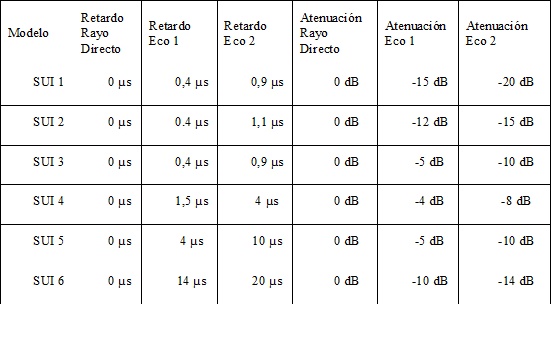 Modelo Retardo Rayo Directo Retardo Eco 1 Retardo Eco 2 Atenuación Rayo Directo Atenuación Eco 1 Atenuación Eco 2
SUI 1 0 µs 0,4 µs 0,9 µs 0 dB -15 dB -20 dB
SUI 2 0 µs 0.4 µs 1,1 µs 0 dB -12 dB -15 dB
SUI 3 0 µs 0,4 µs 0,9 µs 0 dB -5 dB -10 dB
SUI 4 0 µs 1,5 µs 4 µs 0 dB -4 dB -8 dB
SUI 5 0 µs 4 µs 10 µs 0 dB -5 dB -10 dB
SUI 6 0 µs 14 µs 20 µs 0 dB -10 dB -14 dB